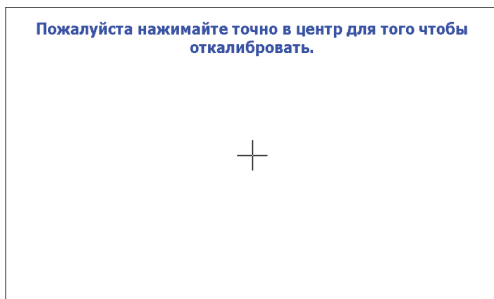 Пожалуйста нажимайте точно в центр для того чтобы
откалибровать.